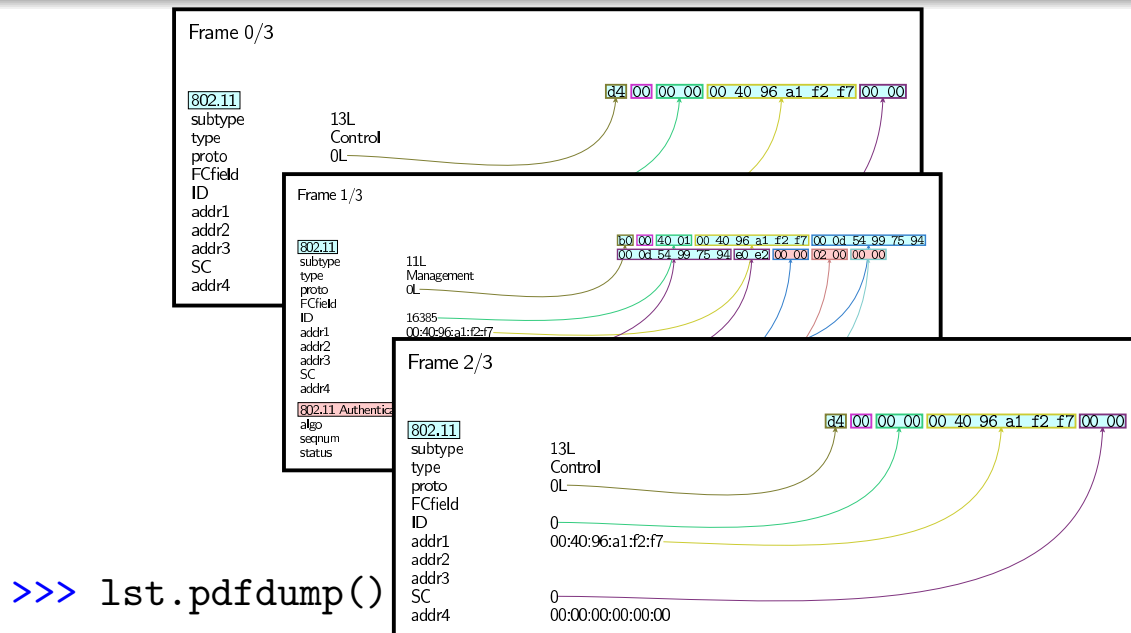 Frame 0/3
802.11
d4 00 00 00 00 40 96 a1 f2 f7 00 00
subtype 13L
type Control
proto 0L
FCfield
ID
addr1
addr2
addr3
SC
addr4
Frame 1/3
802.11
b0 00 40 01 00 40 96 a1 f2 f7 00 0d 54 99 75 94
00 0d 54 99 75 94 e0 e2 00 00 02 00 00 00
subtype 11L
type Management
proto 0L
FCfield
ID 16385
addr1 00:40:96:a1:f2:f7
addr2
addr3
SC
addr4
802.11 Authentica
algo
seqnum
status
Frame 2/3
802.11
d4 00 00 00 00 40 96 a1 f2 f7 00 00
subtype 13L
type Control
proto 0L
FCfield
ID 0
addr1 00:40:96:a1:f2:f7
addr2
addr3
SC 0
addr4 00:00:00:00:00:00
>>> lst.pdfdump()